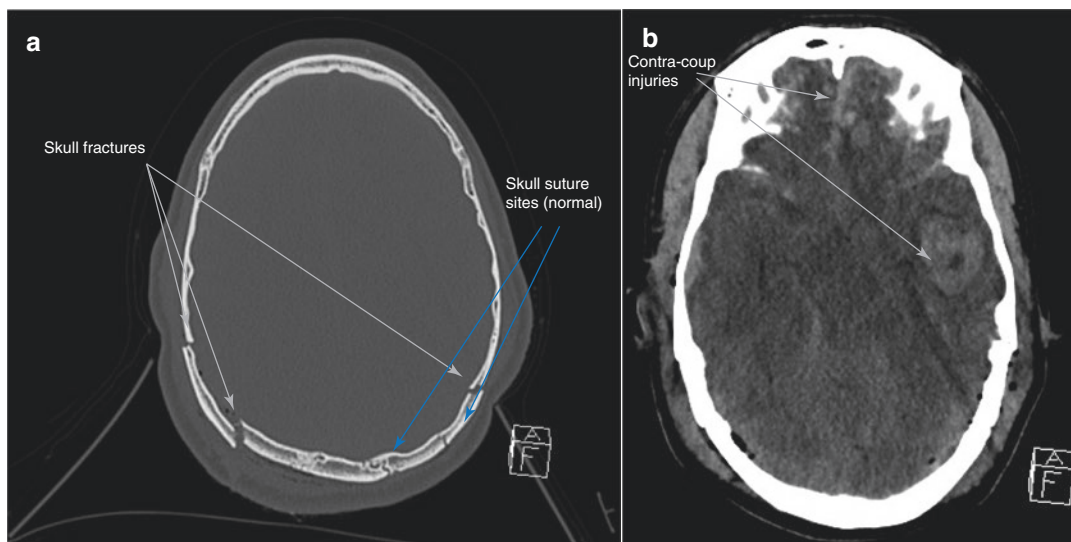 a
Skull fractures
Skull suture
sites (normal)
A
F
b
Contra-coup
injuries
A
F